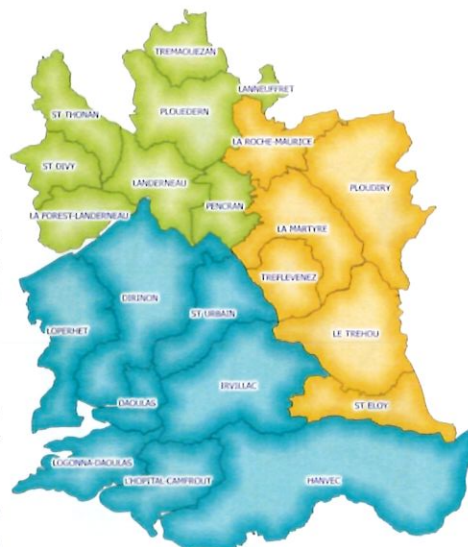 TREMAOUEZAN
LANNEUFFRET
ST-THONAN
PLOUEDERN
LA ROCHE-MAURICE
ST-DIVY
PLOUDIRY
LANDERNEAU
PENCRAN
LA FOREST-LANDERNEAU
LA MARTYRE
TREFLEVENEZ
DIRINON
ST-URBAIN
LOPERHET
LE TREHOU
IRVILLAC
DAOULAS
ST-ELOY
LOGONNA-DAOULAS
L'HOPITAL-CAMFROUT
HANVEC